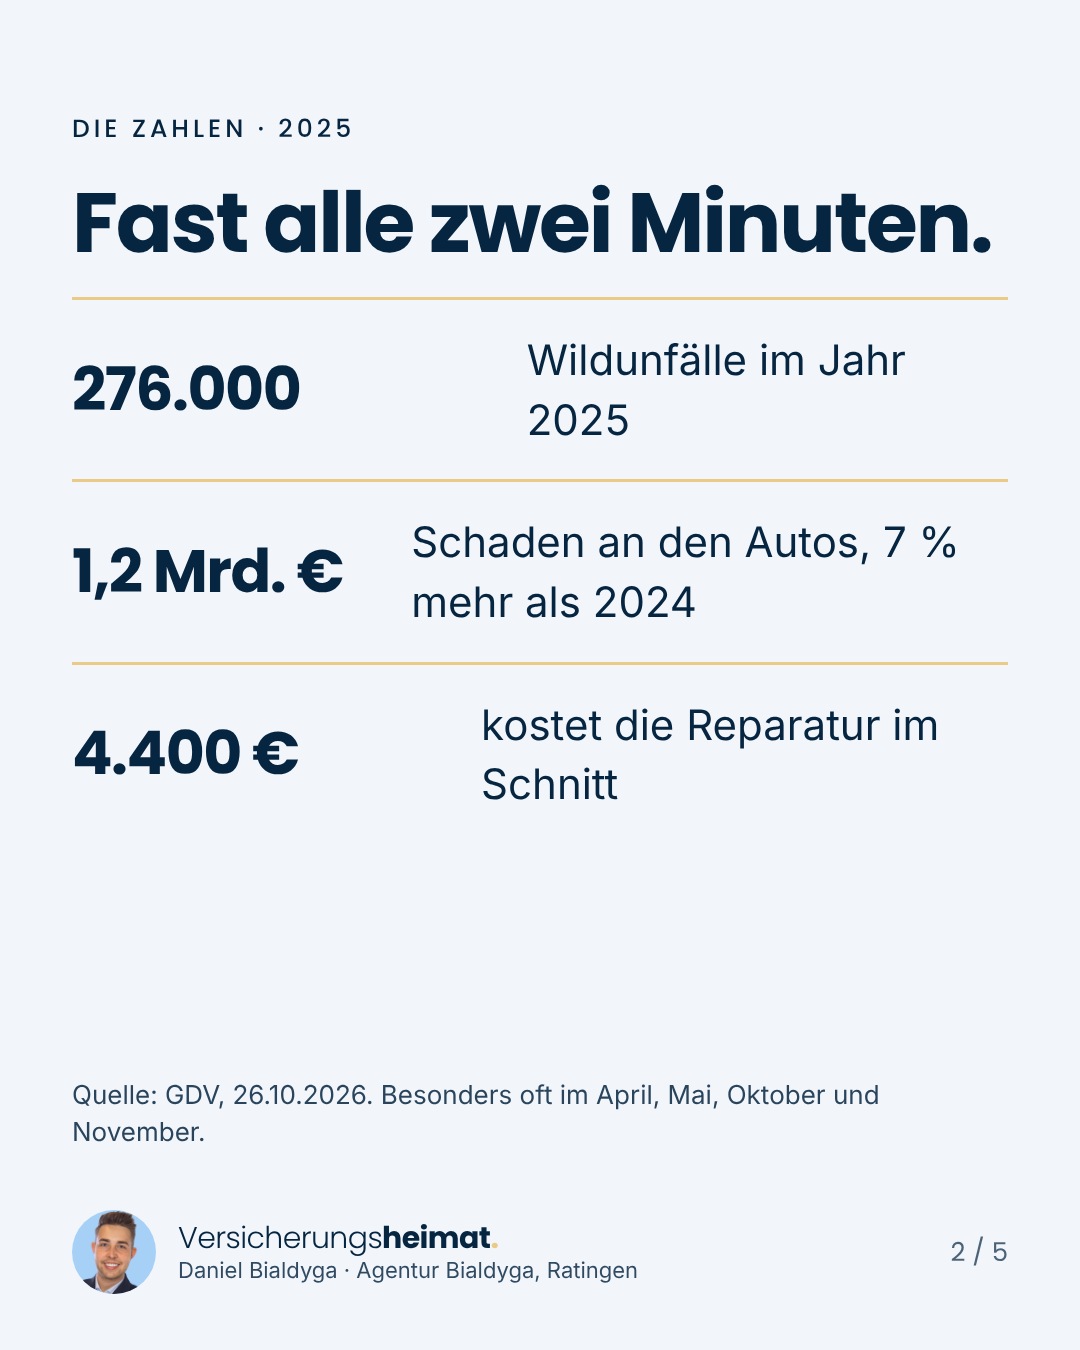 DIE ZAHLEN · 2025
Fast alle zwei Minuten.
276.000
Wildunfälle im Jahr
2025
1,2 Mrd. €
Schaden an den Autos, 7 %
mehr als 2024
4.400 €
kostet die Reparatur im
Schnitt
Quelle: GDV, 26.10.2026. Besonders oft im April, Mai, Oktober und
November.
Versicherungsheimat.
Daniel Bialdyga · Agentur Bialdyga, Ratingen
2 / 5